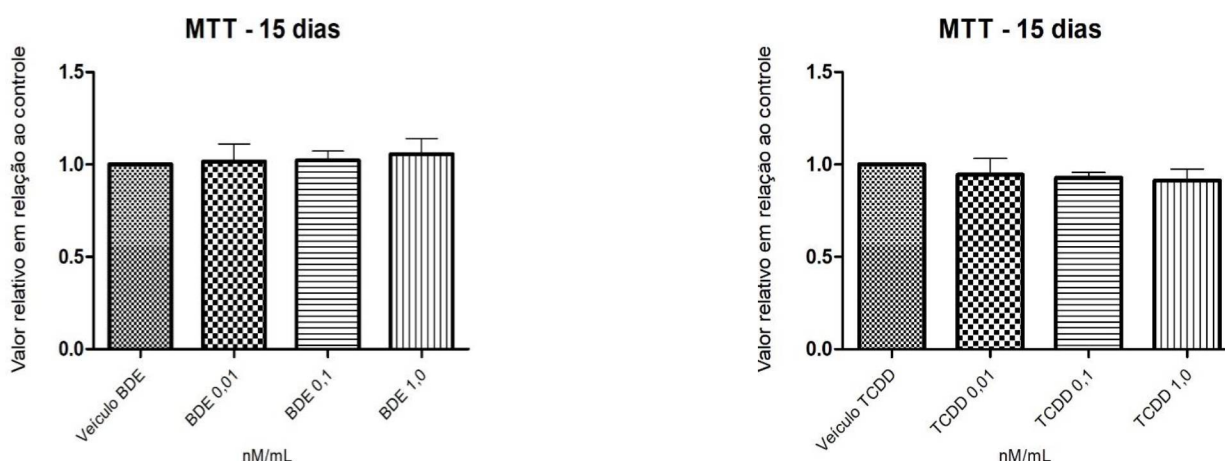 MTT - 15 dias
Valor relativo em relação ao controle
1.5
1.0
0.5
0.0
Veículo BDE
BDE 0,01
BDE 0,1
BDE 1,0
nM/mL
MTT - 15 dias
Valor relativo em relação ao controle
1.5
1.0
0.5
0.0
Veículo TCDD
TCDD 0,01
TCDD 0,1
TCDD 1,0
nM/mL